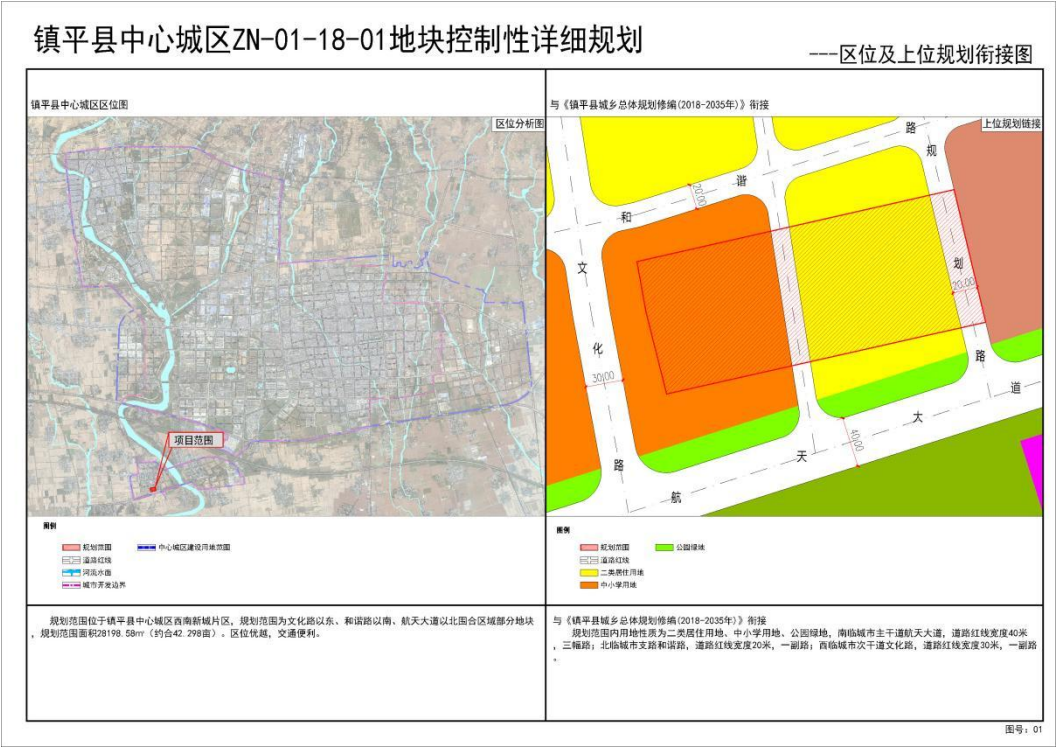 镇平县中心城区ZN-01-18-01地块控制性详细规划
---区位及上位规划衔接图
镇平县中心城区区位图
区位分析图
项目范围
图例
规划范围
中心城区建设用地范围
道路红线
河流水面
城市开发边界
规划范围位于镇平县中心城区西南新城片区，规划范围为文化路以东、和谐路以南、航天大道以北围合区域部分地块
，规划范围面积28198.58㎡（约合42.298亩）。区位优越，交通便利。
与《镇平县城乡总体规划修编(2018-2035年)》衔接
上位规划链接
和 谐 路
20.00
规 划 路
20.00
文 化 路
30.00
航 天 大 道
40.00
图例
规划范围
公园绿地
道路红线
二类居住用地
中小学用地
与《镇平县城乡总体规划修编(2018-2035年)》衔接
规划范围内用地性质为二类居住用地、中小学用地、公园绿地，南临城市主干道航天大道，道路红线宽度40米
，三幅路；北临城市支路和谐路，道路红线宽度20米，一副路；西临城市次干道文化路，道路红线宽度30米，一副路
。
图号：01